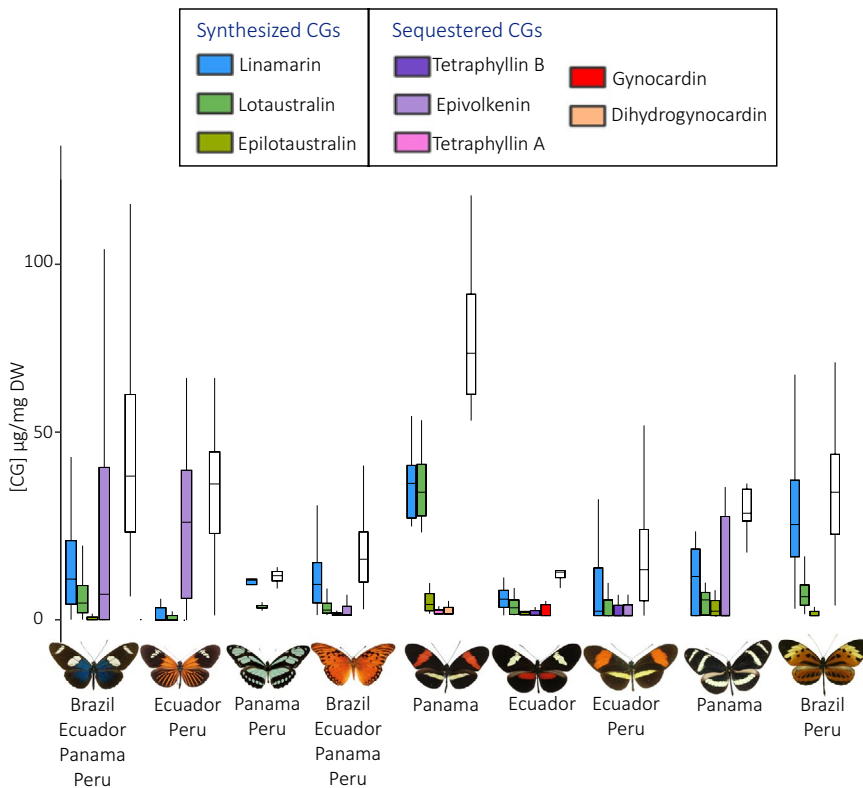 Synthesized CGs
Linamarin
Lotaustralin
Epilotaustralin
Sequestered CGs
Tetraphyllin B
Epivolkenin
Tetraphyllin A
Gynocardin
Dihydrogynocardin
[CG] µg/mg DW
100
50
0
Brazil
Ecuador
Panama
Peru
Ecuador
Peru
Panama
Peru
Brazil
Ecuador
Panama
Peru
Panama
Ecuador
Ecuador
Peru
Panama
Brazil
Peru